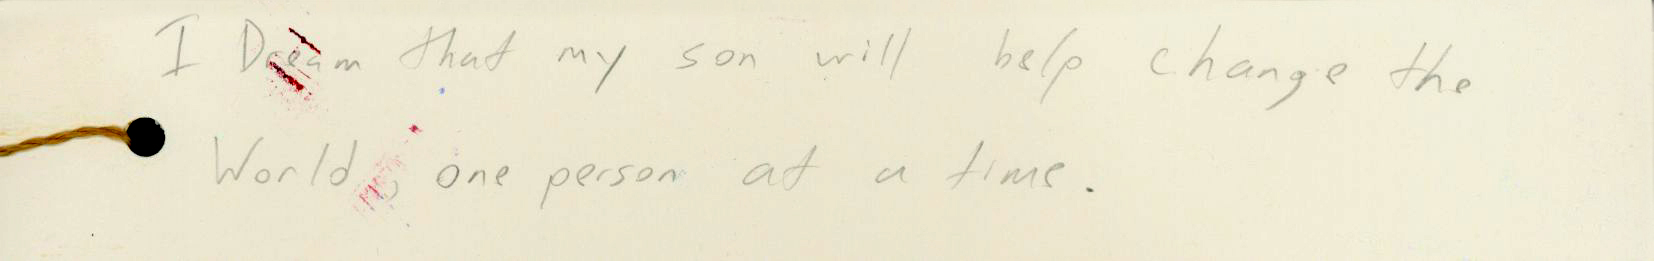 I Dream that my son will help change the
World, one person at a time.